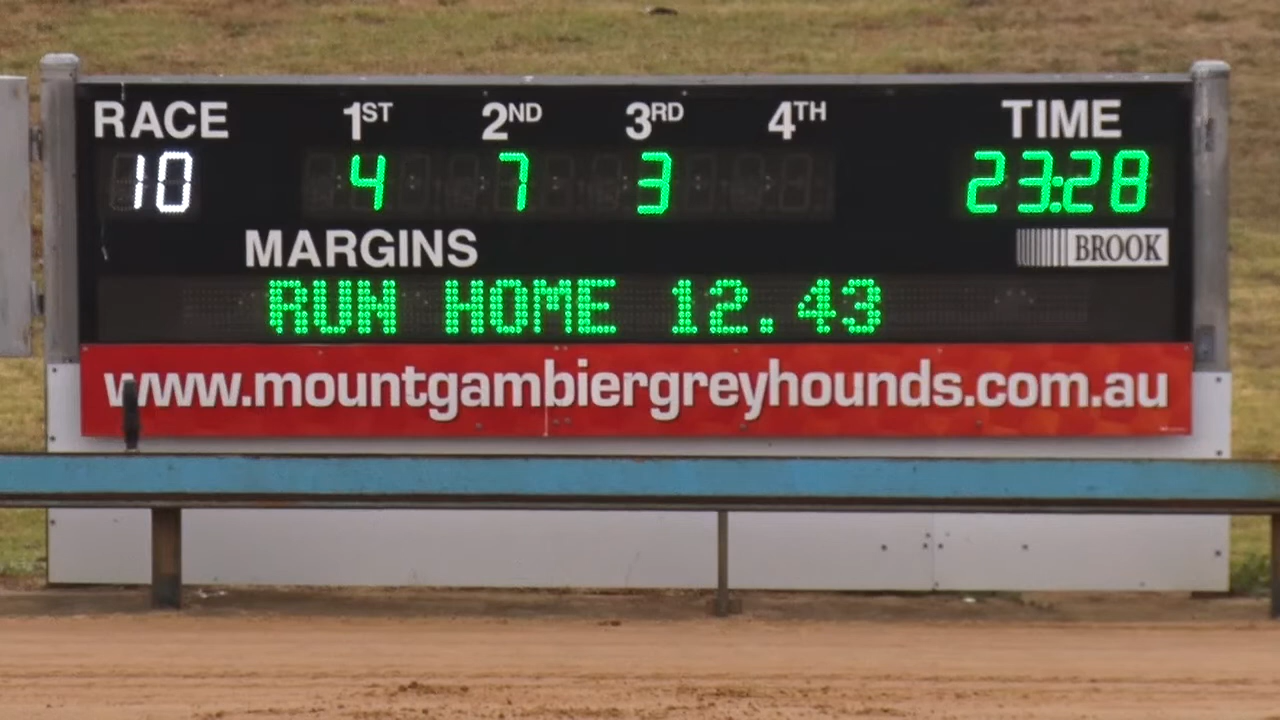 RACE 1ST 2ND 3RD 4TH TIME
10 4 7 3 23:28
MARGINS BROOK
RUN HOME 12.43
www.mountgambiergreyhounds.com.au